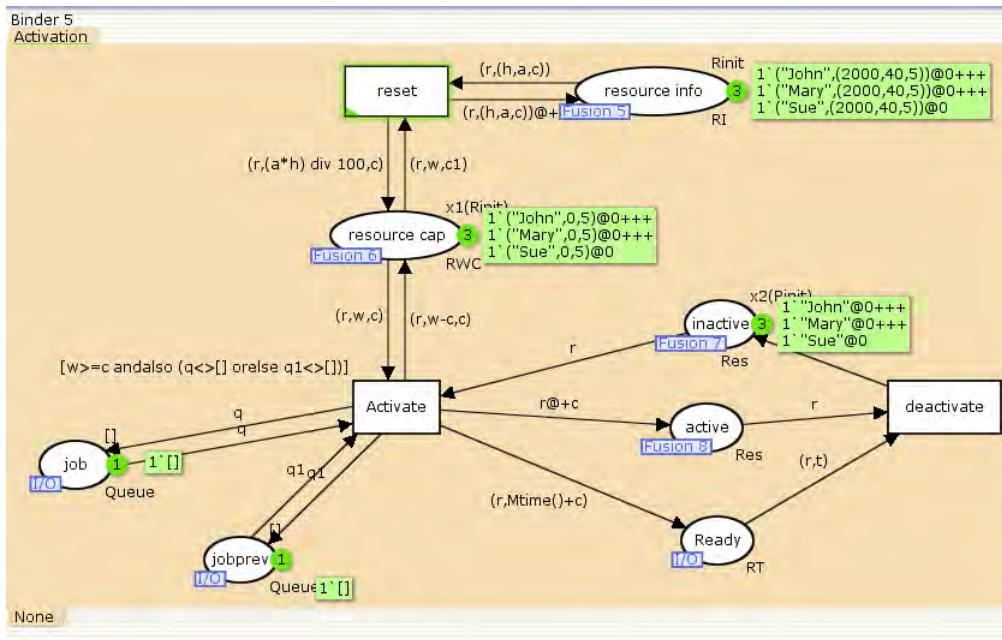 Binder 5
Activation
(r,(h,a,c))
Rinit
1`("John",(2000,40,5))@0+++
1`("Mary",(2000,40,5))@0+++
1`("Sue",(2000,40,5))@0
reset
resource info
3
(r,(h,a,c))@+
Fusion 5
RI
(r,(a*h) div 100,c)
(r,w,c1)
x1(Rinit)
1`("John",0,5)@0+++
1`("Mary",0,5)@0+++
1`("Sue",0,5)@0
resource cap
3
Fusion 6
RWC
x2(Rinit)
1`"John"@0+++
1`"Mary"@0+++
1`"Sue"@0
(r,w,c)
(r,w-c,c)
inactive
3
Fusion 7
Res
r
[w>=c andalso (q<>[] orelse q1<>[])]
Activate
r@+c
r
deactivate
active
Fusion 8
Res
q
q
[]
job
1
1`[]
I/O
Queue
q1
q1
(r,t)
(r,Mtime()+c)
[]
jobprev
1
I/O
Queue
1`[]
Ready
I/O
RT
None